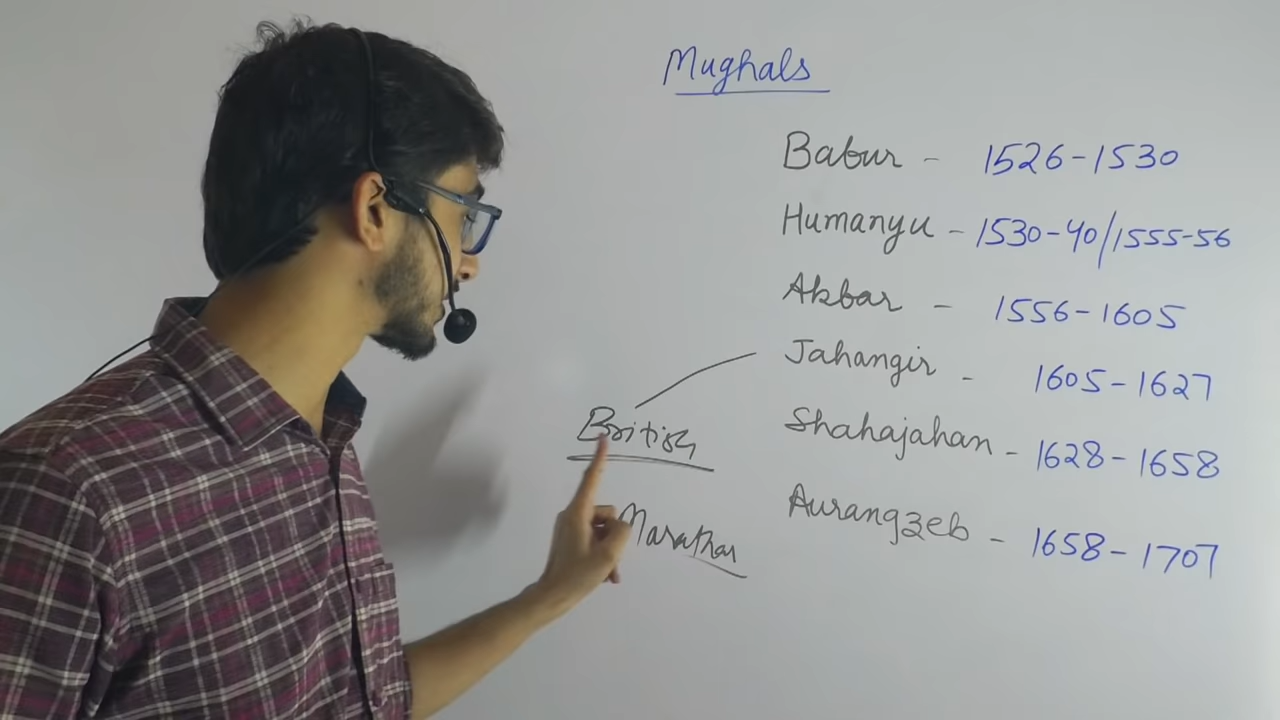 Mughals
Babur - 1526-1530
Humanyu - 1530-40/1555-56
Akbar - 1556-1605
Jahangir - 1605-1627
British
Shahajahan - 1628-1658
Marathas
Aurangzeb - 1658-1707